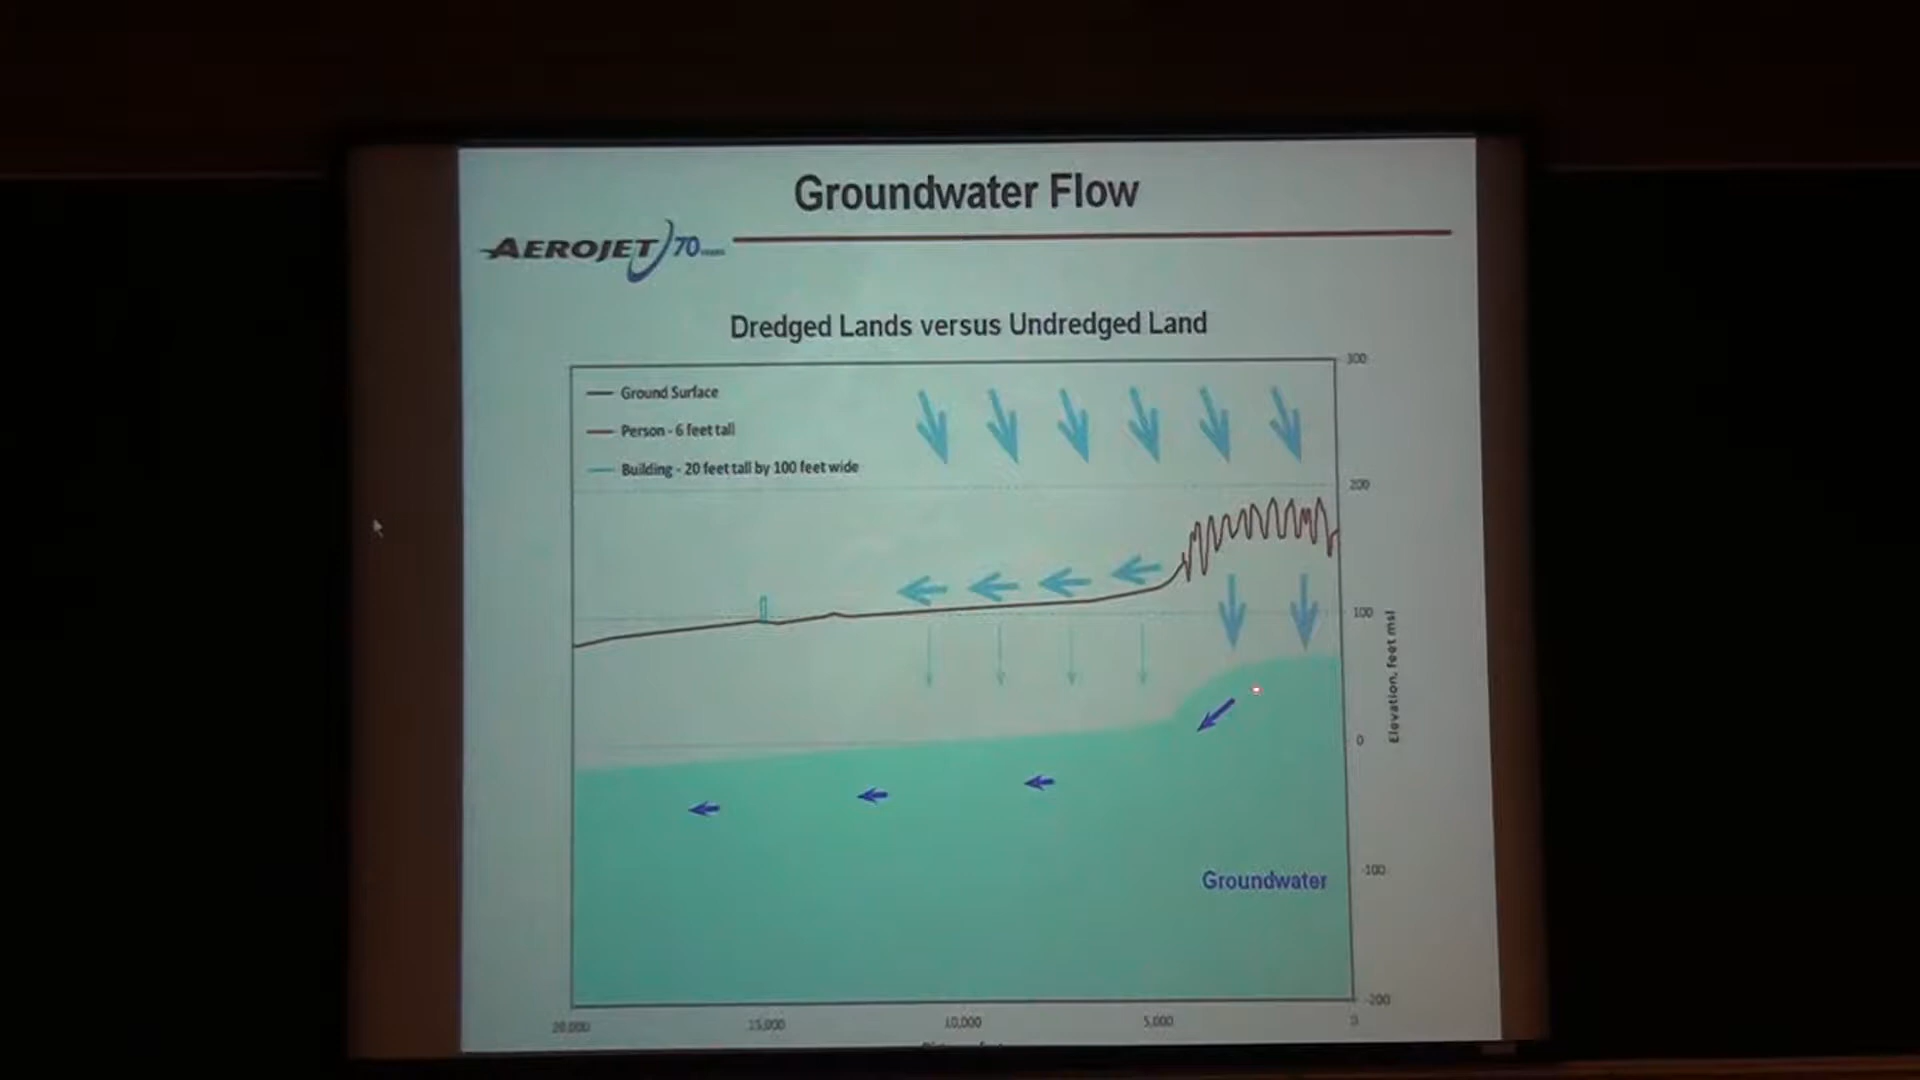 Groundwater Flow
AEROJET 70
Dredged Lands versus Undredged Land
Ground Surface
Person - 6 feet tall
Building - 20 feet tall by 100 feet wide
300
200
100
0
-100
-200
Elevation, feet msl
Groundwater
20,000 15,000 10,000 5,000 0